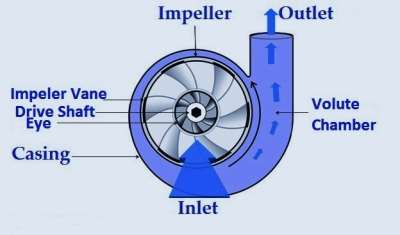 Impeller
Outlet
Impeler Vane
Drive Shaft
Eye
Casing
Volute
Chamber
Inlet